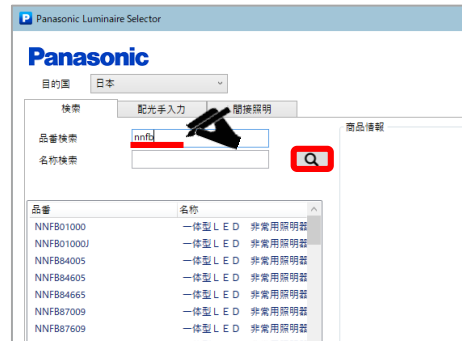 Panasonic Luminaire Selector
Panasonic
目的国 日本
検索 配光手入力 間接照明
品番検索 nnfb
名称検索
商品情報
品番 名称
NNFB01000 一体型ＬＥＤ 非常用照明器
NNFB01000J 一体型ＬＥＤ 非常用照明器
NNFB84005 一体型ＬＥＤ 非常用照明器
NNFB84605 一体型ＬＥＤ 非常用照明器
NNFB84665 一体型ＬＥＤ 非常用照明器
NNFB87009 一体型ＬＥＤ 非常用照明器
NNFB87609 一体型ＬＥＤ 非常用照明器